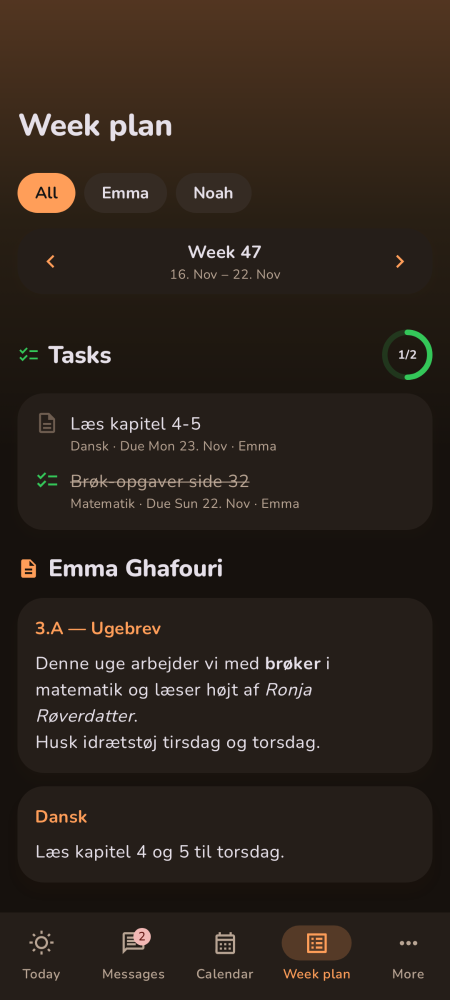 Week plan
All Emma Noah
Week 47
16. Nov – 22. Nov
Tasks 1/2
Læs kapitel 4-5
Dansk · Due Mon 23. Nov · Emma
Brøk-opgaver side 32
Matematik · Due Sun 22. Nov · Emma
Emma Ghafouri
3.A — Ugebrev
Denne uge arbejder vi med brøker i
matematik og læser højt af Ronja
Røverdatter.
Husk idrætstøj tirsdag og torsdag.
Dansk
Læs kapitel 4 og 5 til torsdag.
2
Today Messages Calendar Week plan More